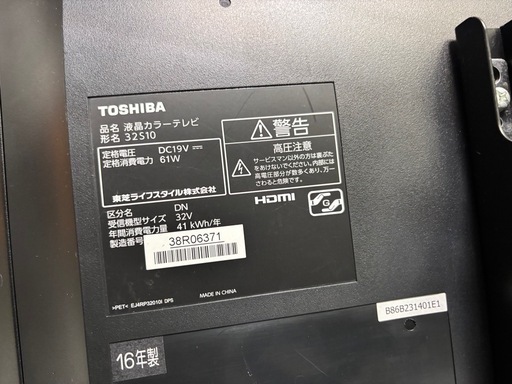 TOSHIBA
品名 液晶カラーテレビ
形名 32S10
定格電圧 DC19V
定格消費電力 61W
東芝ライフスタイル株式会社
区分名 DN
受信機型サイズ 32V
年間消費電力量 41 kWh/年
製造番号 38R06371
警告
高圧注意
サービスマン以外の方は裏ぶた
をあけないでください。内部には
高電圧部分が数多くあり、万一
さわると危険です。
HDMI
>PET< EJ4RP32010I DPS
MADE IN CHINA
16年製
B86B231401E1